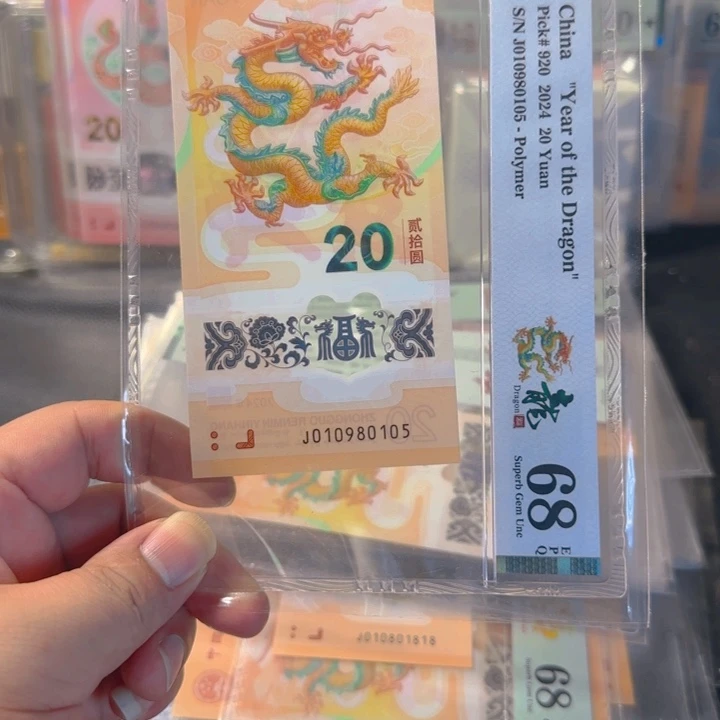 China "Year of the Dragon"
Pick# 920 2024 20 Yuan
S/N J010980105 - Polymer
Dragon
龍
68
EPQ
Superb Gem Unc
20
贰拾圆
福
J010980105
20
J010801818
68